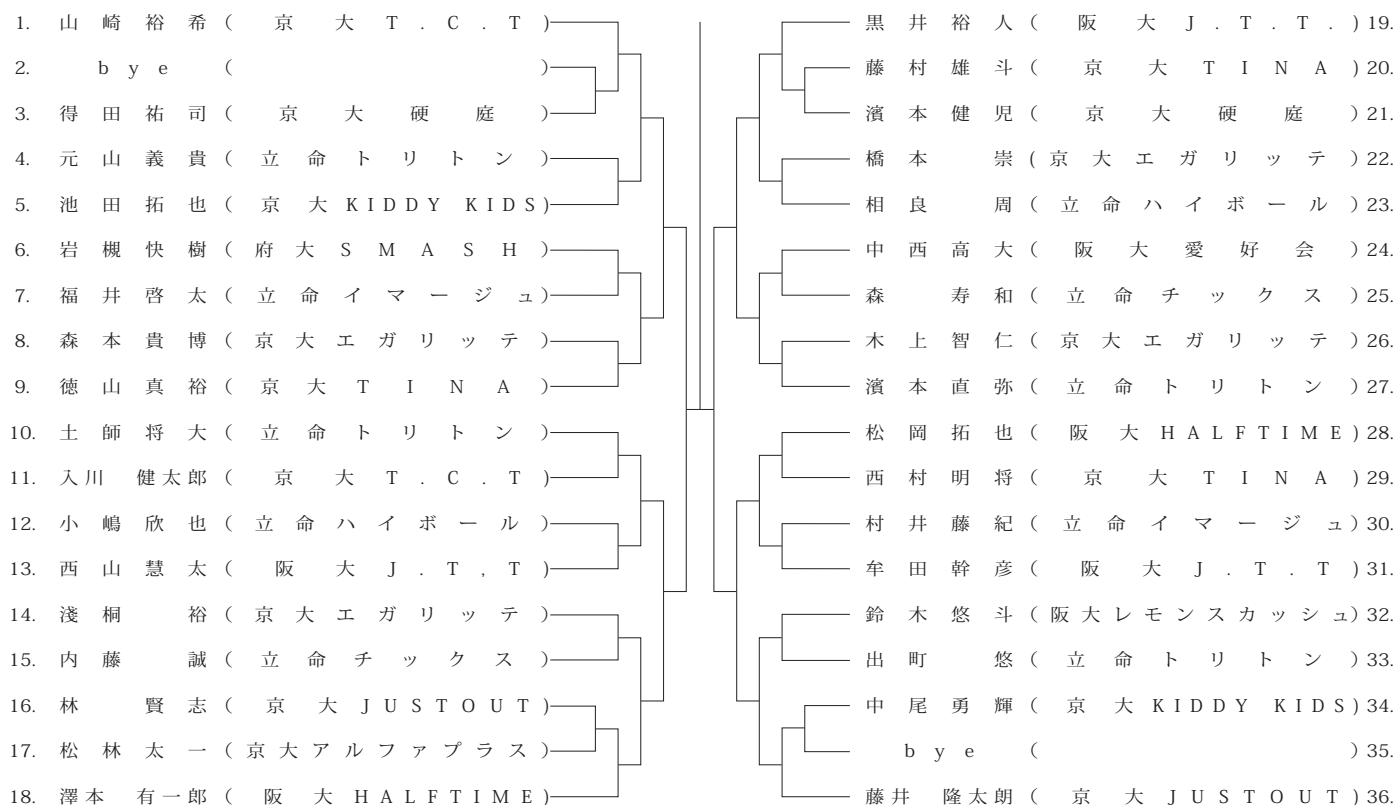 1. 山崎裕希(京大T.C.T)
2. bye ( )
3. 得田祐司(京大硬庭)
4. 元山義貴(立命トリトン)
5. 池田拓也(京大KIDDY KIDS)
6. 岩槻快樹(府大SMASH)
7. 福井啓太(立命イマージュ)
8. 森本貴博(京大エガリッテ)
9. 徳山真裕(京大TINA)
10. 土師将大(立命トリトン)
11. 入川 健太郎(京大T.C.T)
12. 小嶋欣也(立命ハイボール)
13. 西山慧太(阪大J.T,T)
14. 淺桐 裕(京大エガリッテ)
15. 内藤 誠(立命チックス)
16. 林 賢志(京大JUSTOUT)
17. 松林太一(京大アルファプラス)
18. 澤本 有一郎(阪大HALFTIME)
黒井裕人(阪大J.T.T.)19.
藤村雄斗(京大TINA)20.
濱本健児(京大硬庭)21.
橋本 崇(京大エガリッテ)22.
相良 周(立命ハイボール)23.
中西高大(阪大愛好会)24.
森 寿和(立命チックス)25.
木上智仁(京大エガリッテ)26.
濱本直弥(立命トリトン)27.
松岡拓也(阪大HALFTIME)28.
西村明将(京大TINA)29.
村井藤紀(立命イマージュ)30.
牟田幹彦(阪大J.T.T)31.
鈴木悠斗(阪大レモンスカッシュ)32.
出町 悠(立命トリトン)33.
中尾勇輝(京大KIDDY KIDS)34.
bye ( )35.
藤井 隆太朗(京大JUSTOUT)36.